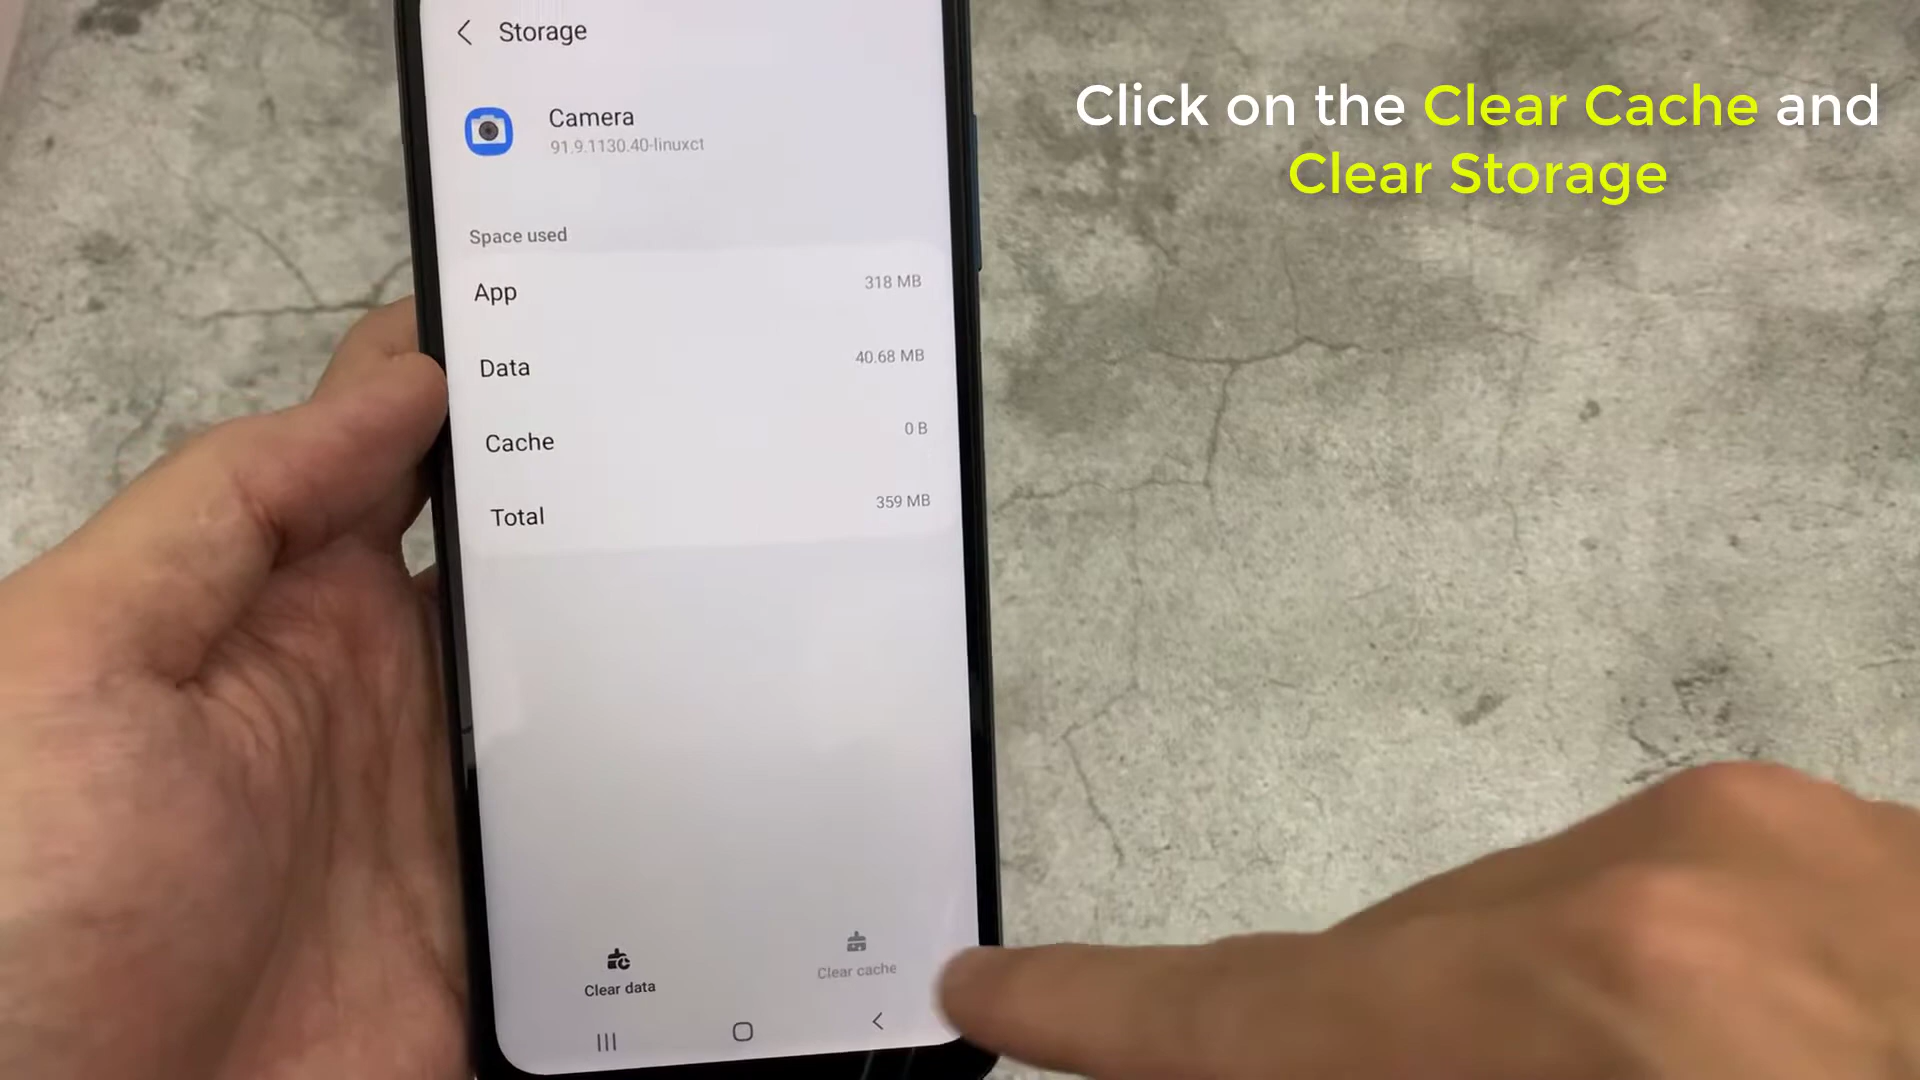 Storage
Click on the Clear Cache and
Clear Storage
Camera
91.9.1130.40-linuxct
Space used
App 318 MB
Data 40.68 MB
Cache 0 B
Total 359 MB
Clear data
Clear cache